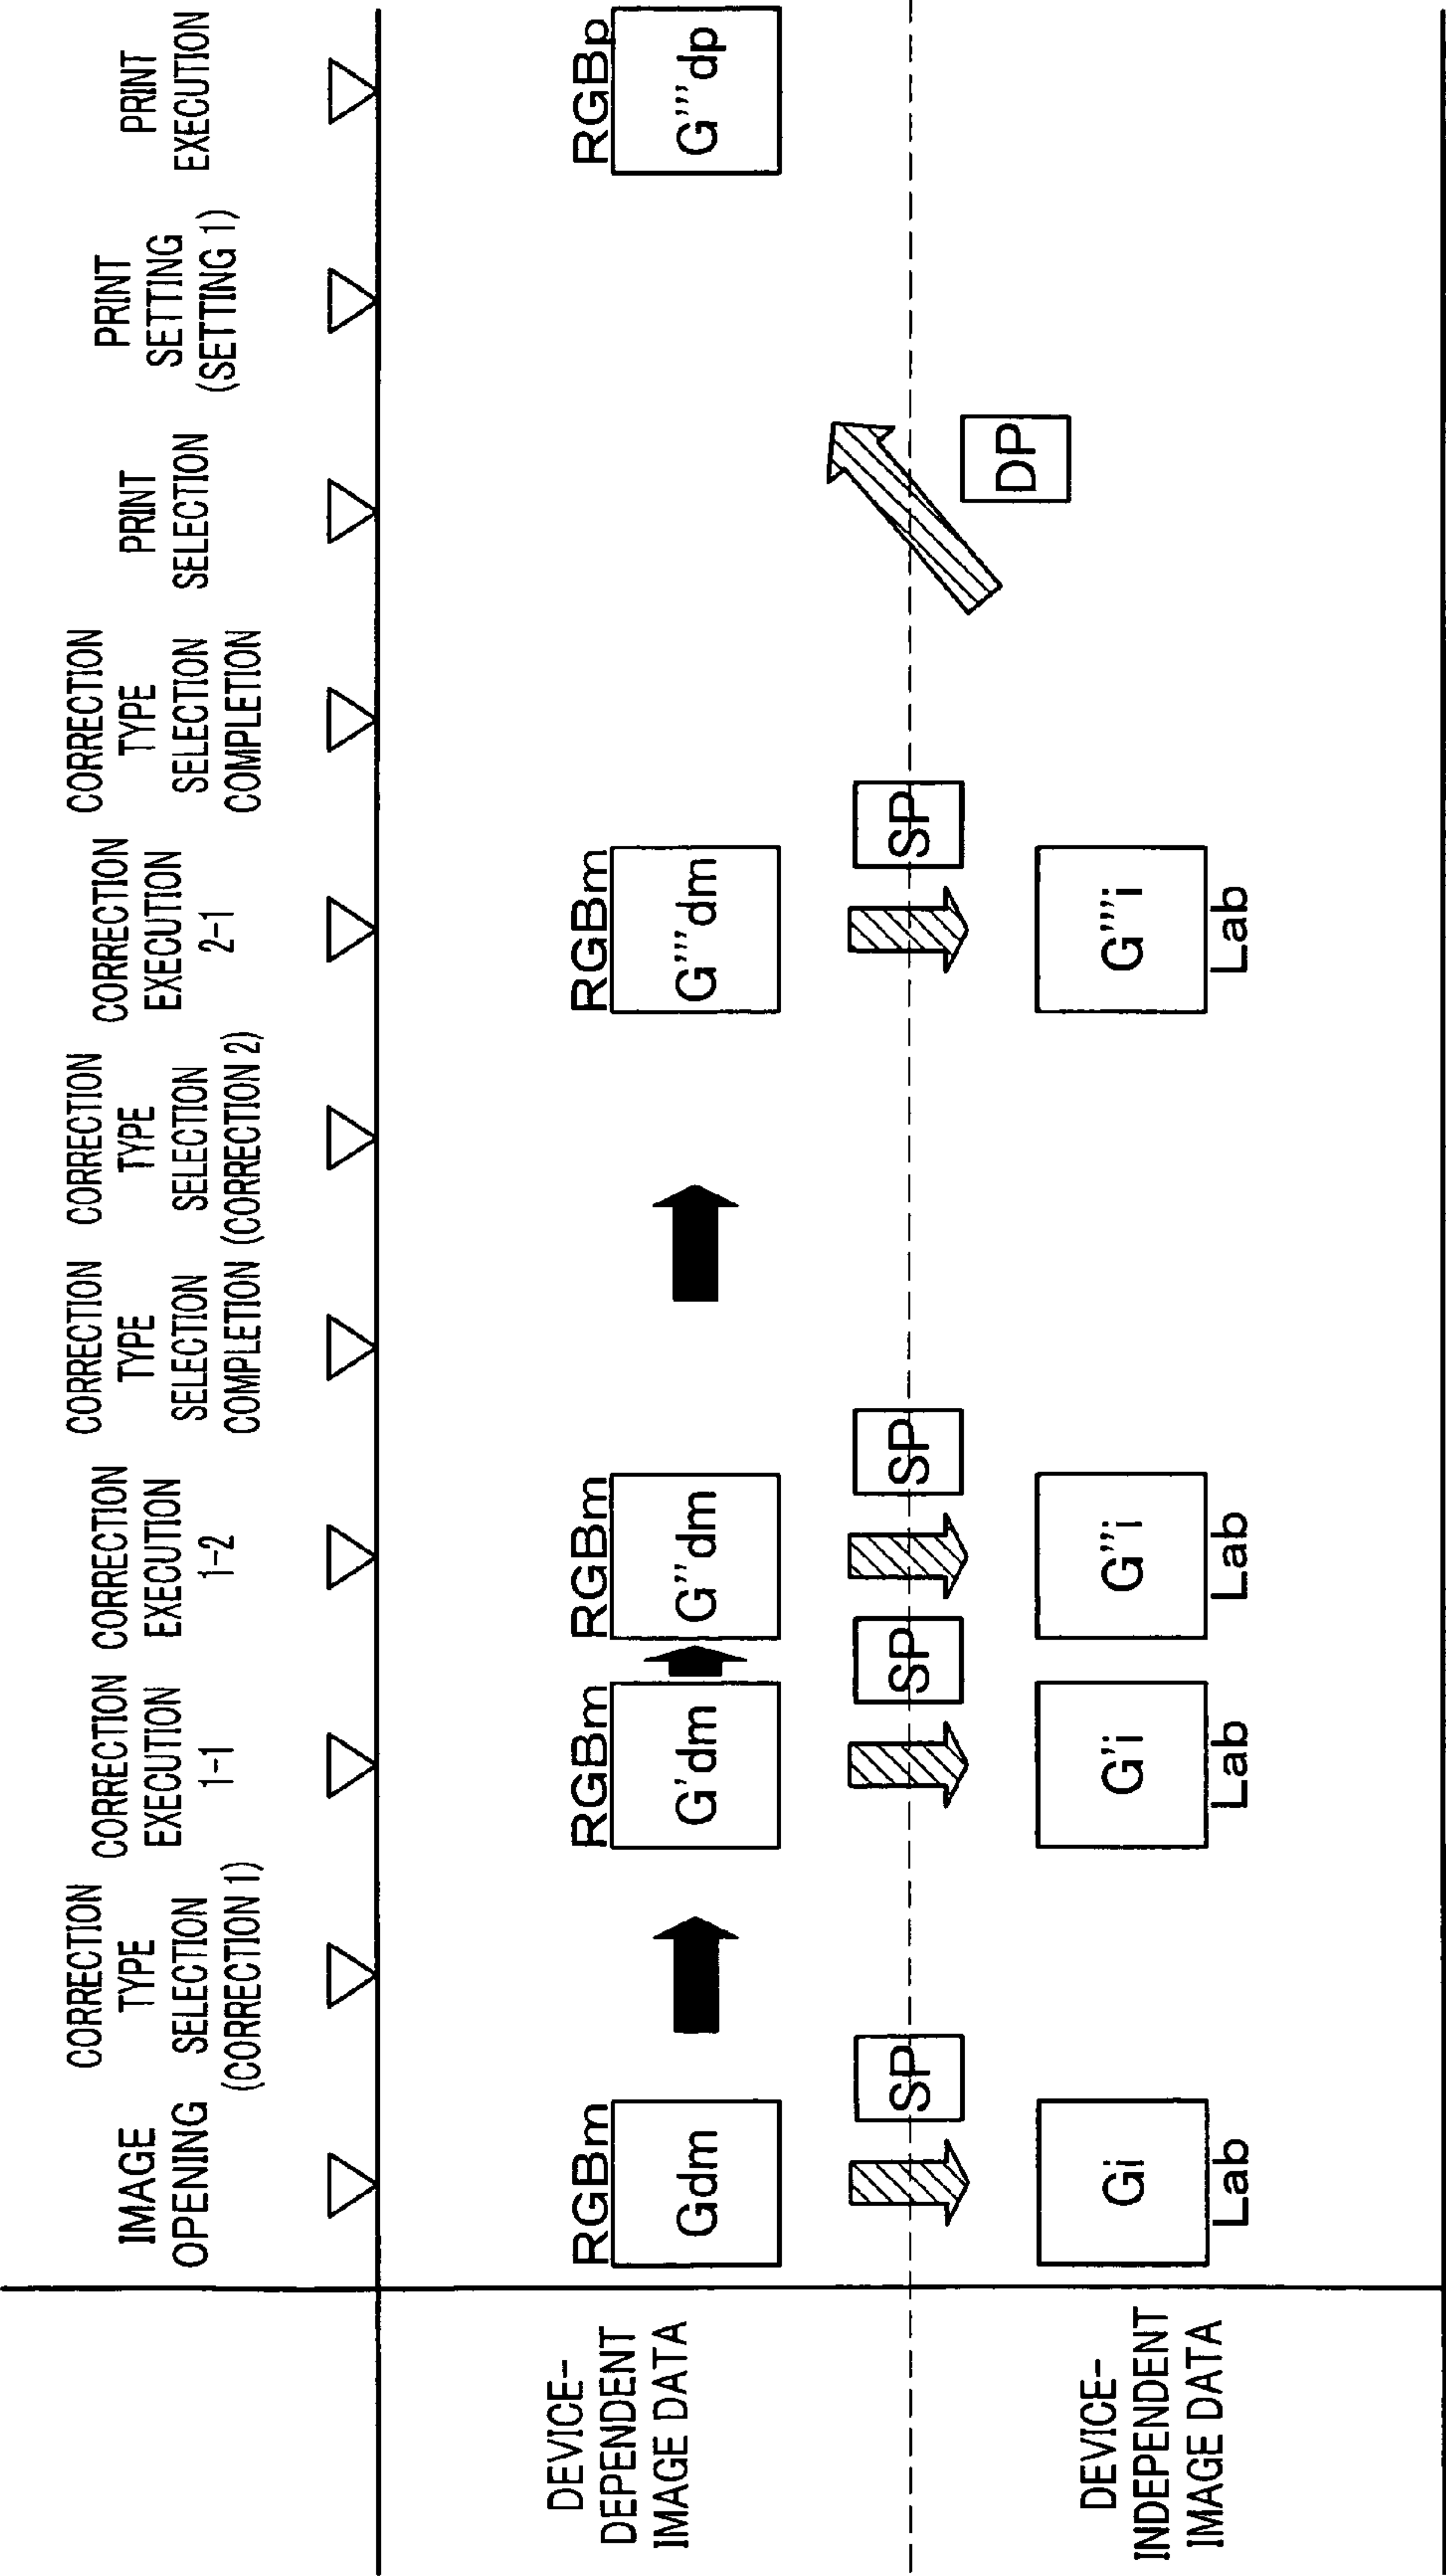 IMAGE
OPENING
CORRECTION
TYPE
SELECTION
(CORRECTION 1)
CORRECTION
EXECUTION
1-1
CORRECTION
EXECUTION
1-2
CORRECTION
TYPE
SELECTION
COMPLETION
CORRECTION
TYPE
SELECTION
(CORRECTION 2)
CORRECTION
EXECUTION
2-1
CORRECTION
TYPE
SELECTION
COMPLETION
PRINT
SELECTION
PRINT
SETTING
(SETTING 1)
PRINT
EXECUTION
DEVICE-
DEPENDENT
IMAGE DATA
RGBm
Gdm
RGBm
G'dm
RGBm
G''dm
RGBm
G'''dm
RGBp
G'''dp
SP
SP
SP
SP
DP
DEVICE-
INDEPENDENT
IMAGE DATA
Gi
Lab
G'i
Lab
G''i
Lab
G'''i
Lab